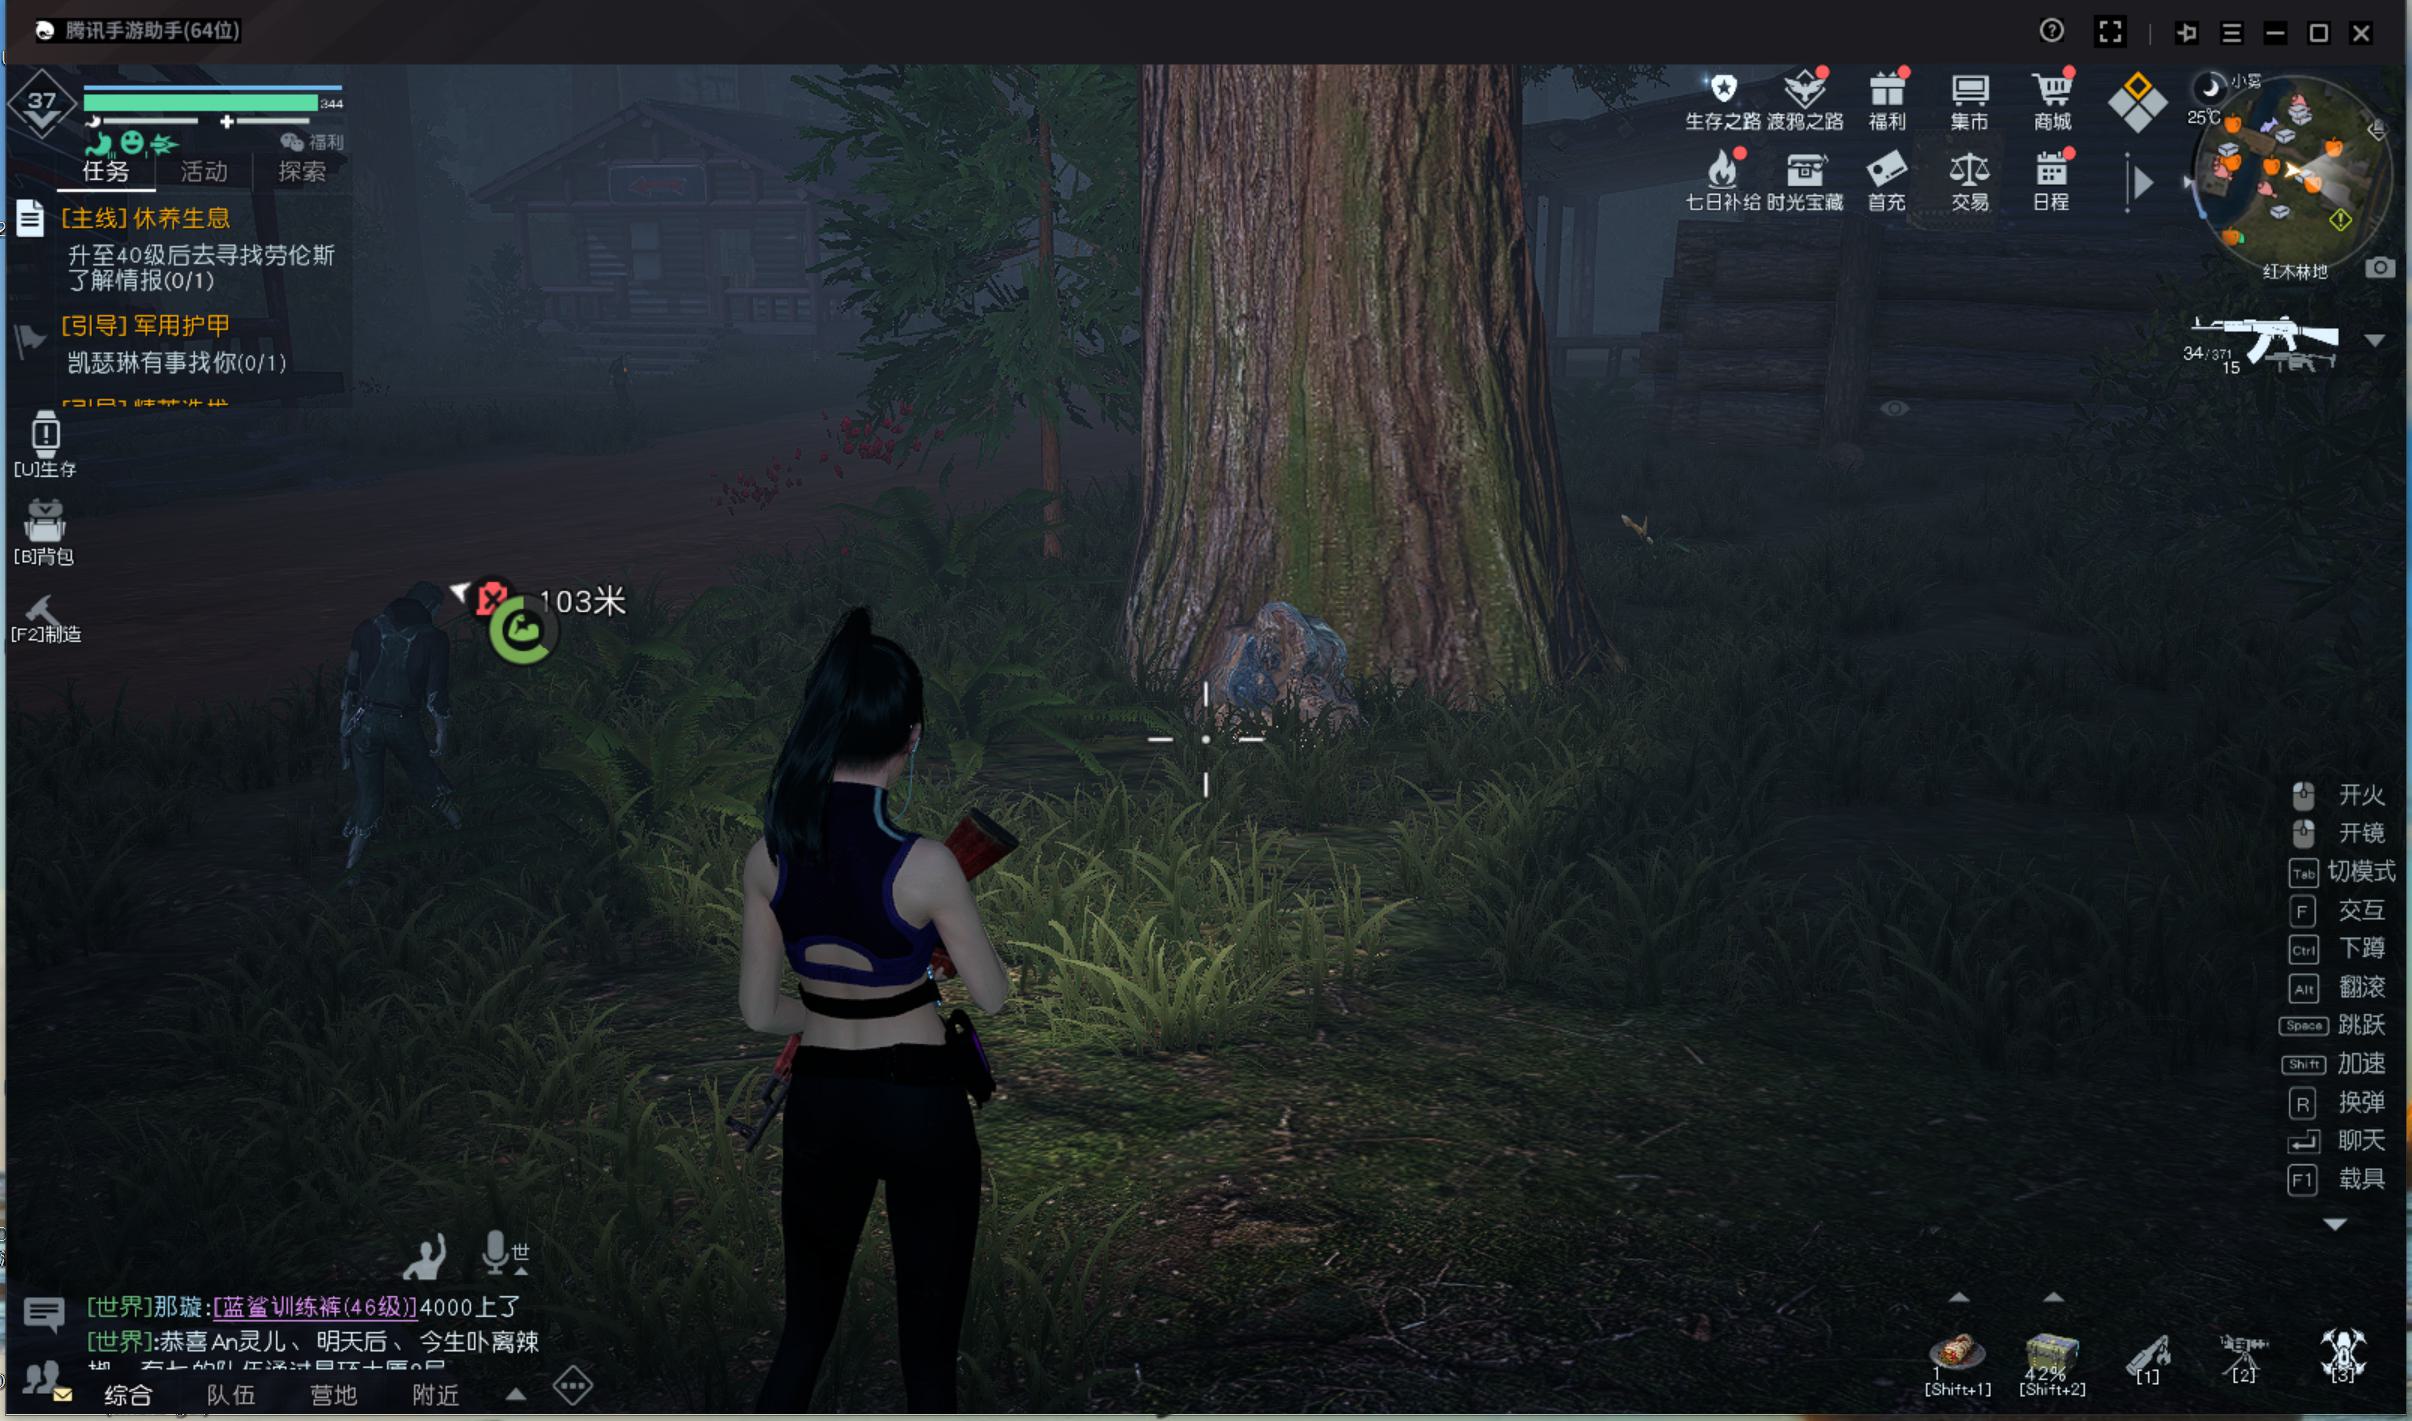 腾讯手游助手(64位)
37
344
福利
任务 活动 探索
[主线] 休养生息
升至40级后去寻找劳伦斯
了解情报(0/1)
[引导] 军用护甲
凯瑟琳有事找你(0/1)
[U]生存
[B]背包
[F2]制造
103米
生存之路 渡鸦之路 福利 集市 商城
七日补给 时光宝藏 首充 交易 日程
小雾
25℃
红木林地
34/371
15
开火
开镜
Tab 切模式
F 交互
Ctrl 下蹲
Alt 翻滚
Space 跳跃
Shift 加速
R 换弹
聊天
F1 载具
世
[世界]那璇:[蓝鲨训练裤(46级)]4000上了
[世界]:恭喜An灵儿、明天后、今生卟离辣
综合 队伍 营地 附近
1 42%
[Shift+1] [Shift+2] [1] [2] [3]